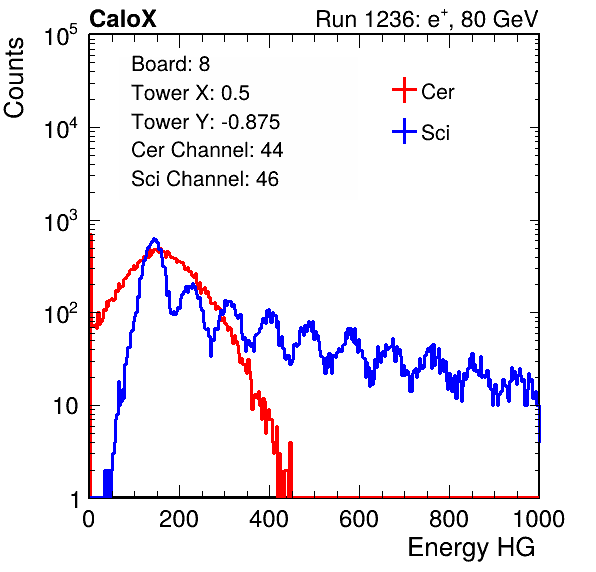 CaloX Run 1236: e+, 80 GeV
Counts
Board: 8
Tower X: 0.5
Tower Y: -0.875
Cer Channel: 44
Sci Channel: 46
Cer
Sci
10^5
10^4
10^3
10^2
10
1
0 200 400 600 800 1000
Energy HG